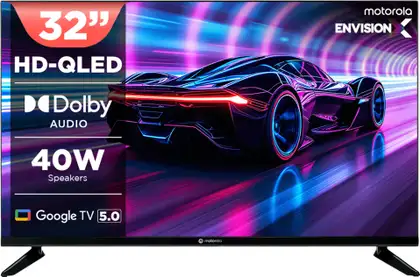 32”
HD-QLED
Dolby
AUDIO
40W
Speakers
Google TV 5.0
motorola
ENVISION X
motorola